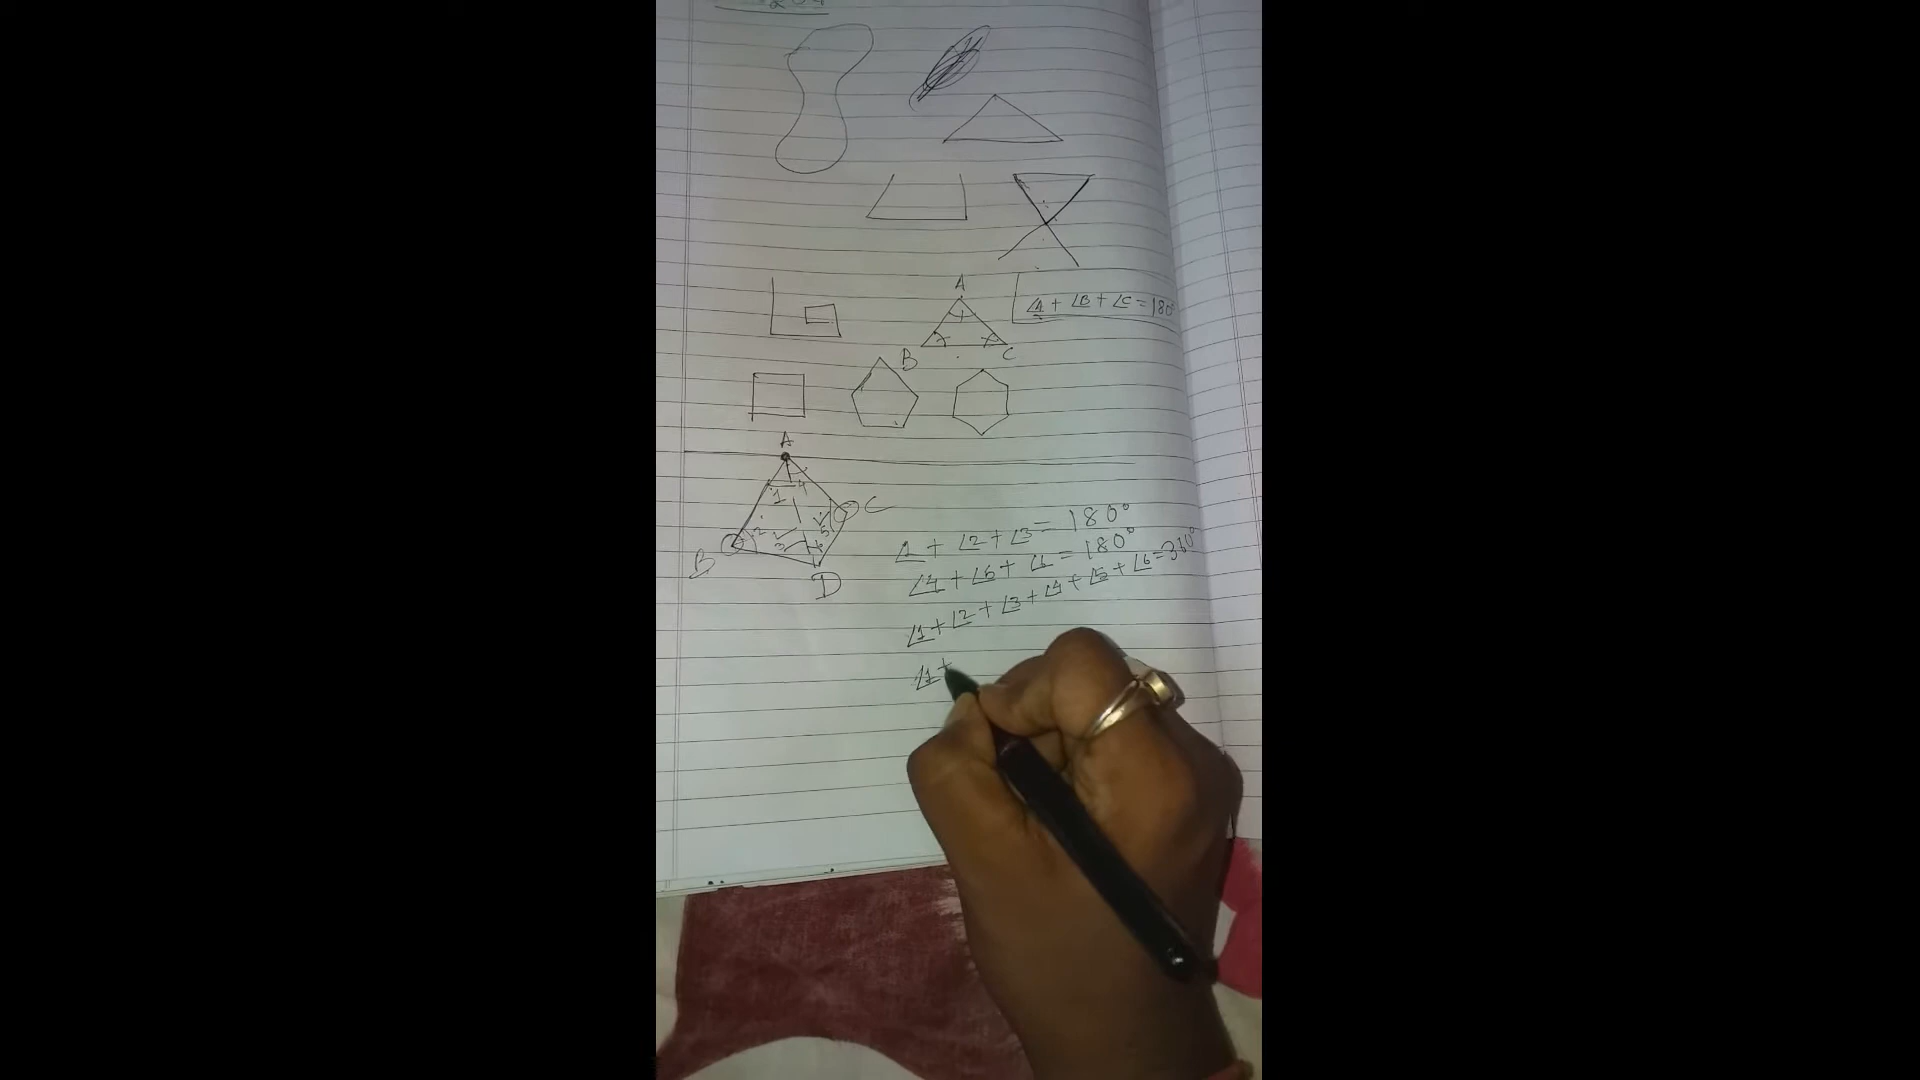 A
∠A + ∠B + ∠C = 180°
B
C
A
1
4
C
2
3
6
5
B
D
∠1 + ∠2 + ∠3 = 180°
∠4 + ∠5 + ∠6 = 180°
∠1 + ∠2 + ∠3 + ∠4 + ∠5 + ∠6 = 360°
∠1 +